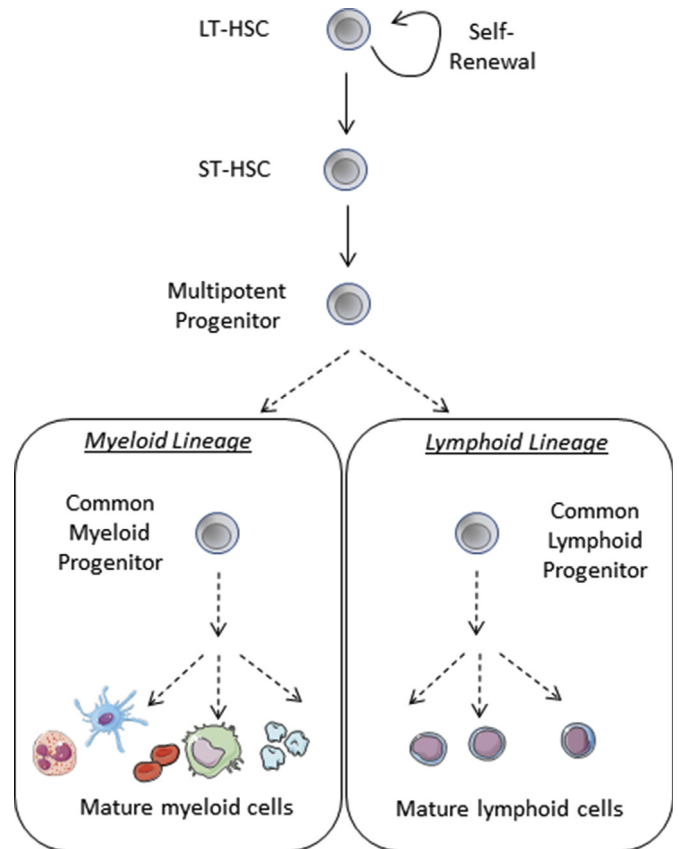 LT-HSC
Self-
Renewal
ST-HSC
Multipotent
Progenitor
Myeloid Lineage
Common
Myeloid
Progenitor
Mature myeloid cells
Lymphoid Lineage
Common
Lymphoid
Progenitor
Mature lymphoid cells